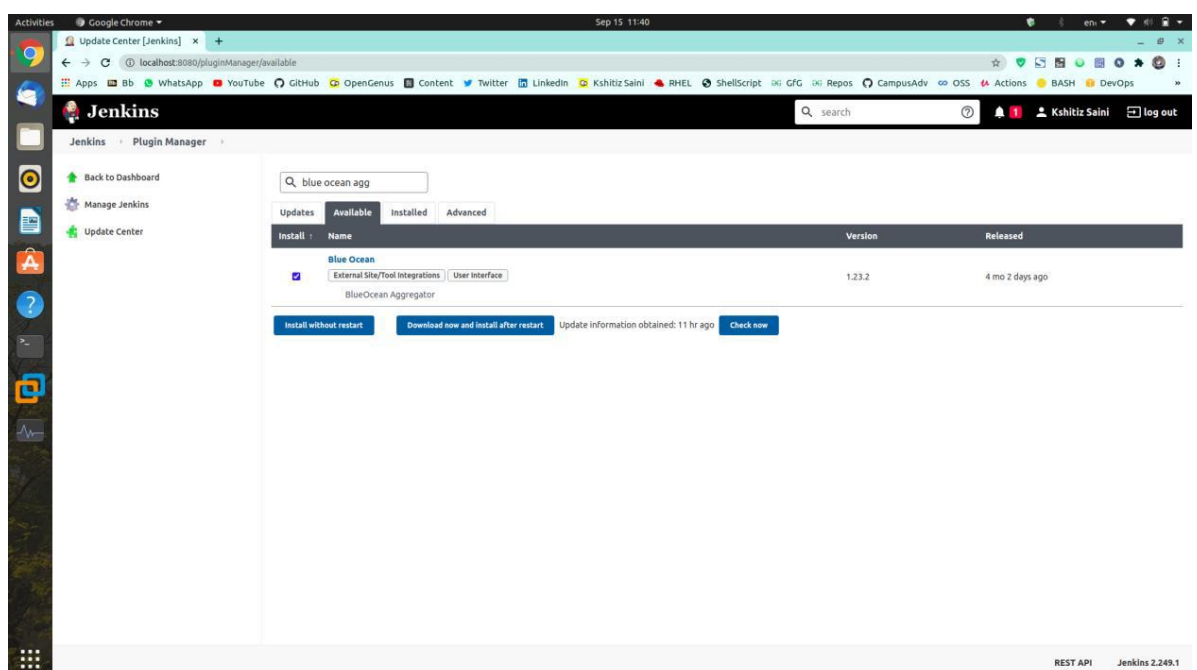 Activities Google Chrome Sep 15 11:40 en₁
Update Center [Jenkins] × +
localhost:8080/pluginManager/available
Apps Bb WhatsApp YouTube GitHub OpenGenus Content Twitter LinkedIn Kshitiz Saini RHEL ShellScript GfG Repos CampusAdv OSS Actions BASH DevOps »
Jenkins search 1 Kshitiz Saini log out
Jenkins Plugin Manager
Back to Dashboard
Manage Jenkins
Update Center
blue ocean agg
Updates Available Installed Advanced
Install ↑ Name Version Released
Blue Ocean
External Site/Tool Integrations User Interface 1.23.2 4 mo 2 days ago
BlueOcean Aggregator
Install without restart Download now and install after restart Update information obtained: 11 hr ago Check now
REST API Jenkins 2.249.1